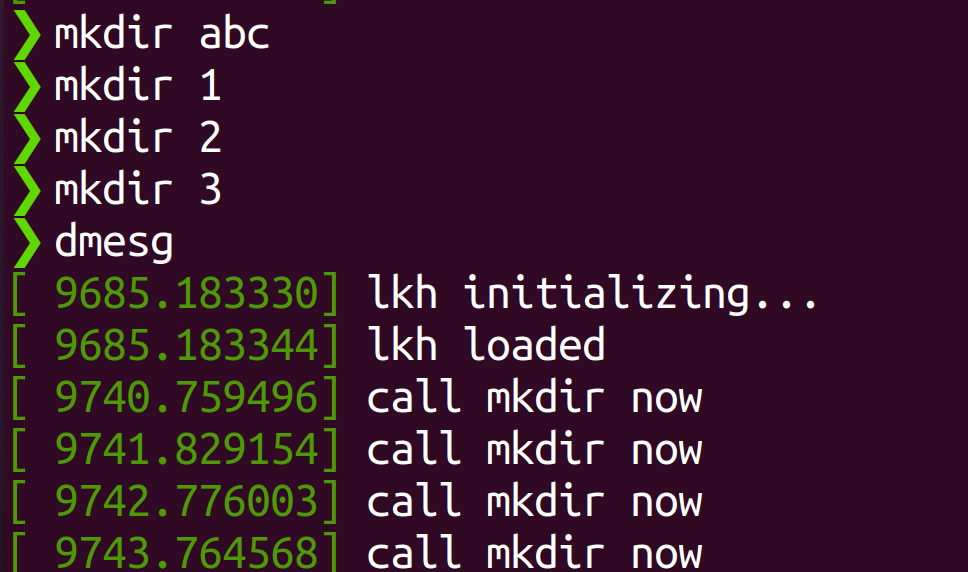 ❯ mkdir abc
❯ mkdir 1
❯ mkdir 2
❯ mkdir 3
❯ dmesg
[ 9685.183330] lkh initializing...
[ 9685.183344] lkh loaded
[ 9740.759496] call mkdir now
[ 9741.829154] call mkdir now
[ 9742.776003] call mkdir now
[ 9743.764568] call mkdir now